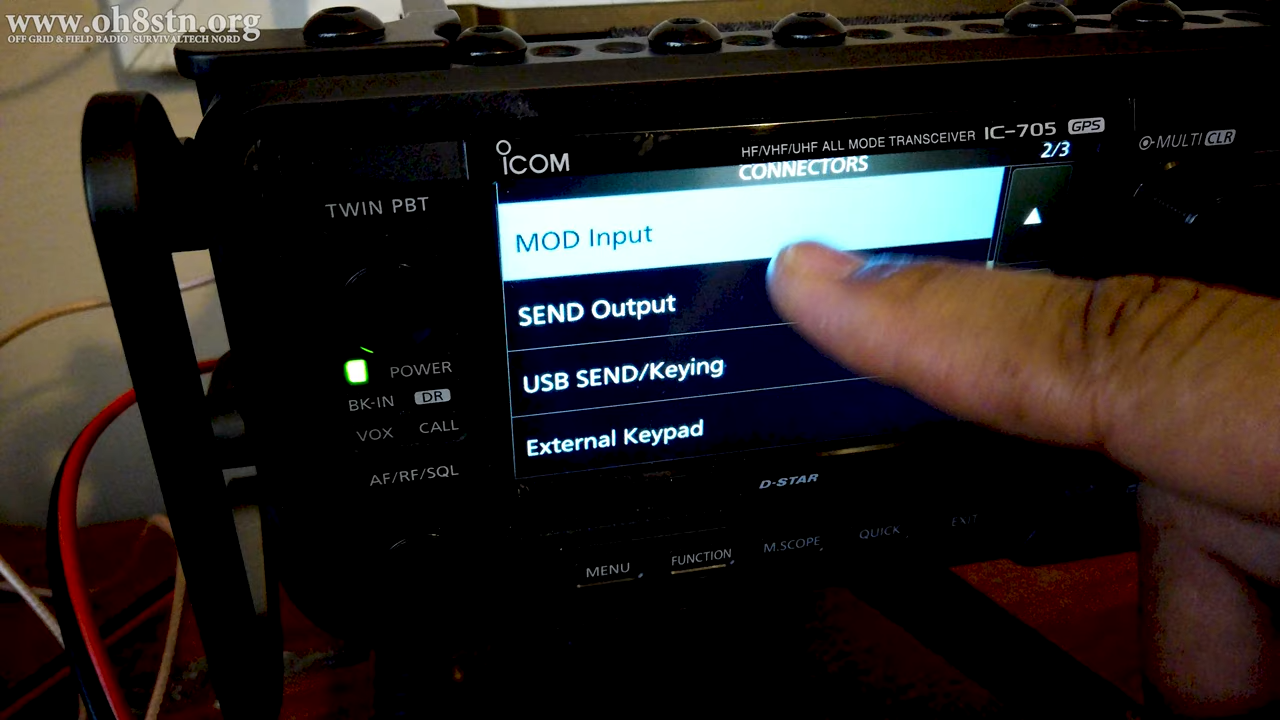 www.oh8stn.org
OFF GRID & FIELD RADIO SURVIVALTECH NORD
ICOM
HF/VHF/UHF ALL MODE TRANSCEIVER IC-705 GPS
MULTI CLR
CONNECTORS
2/3
TWIN PBT
MOD Input
SEND Output
USB SEND/Keying
External Keypad
POWER
BK-IN DR
VOX CALL
AF/RF/SQL
D-STAR
MENU FUNCTION M.SCOPE QUICK EXIT